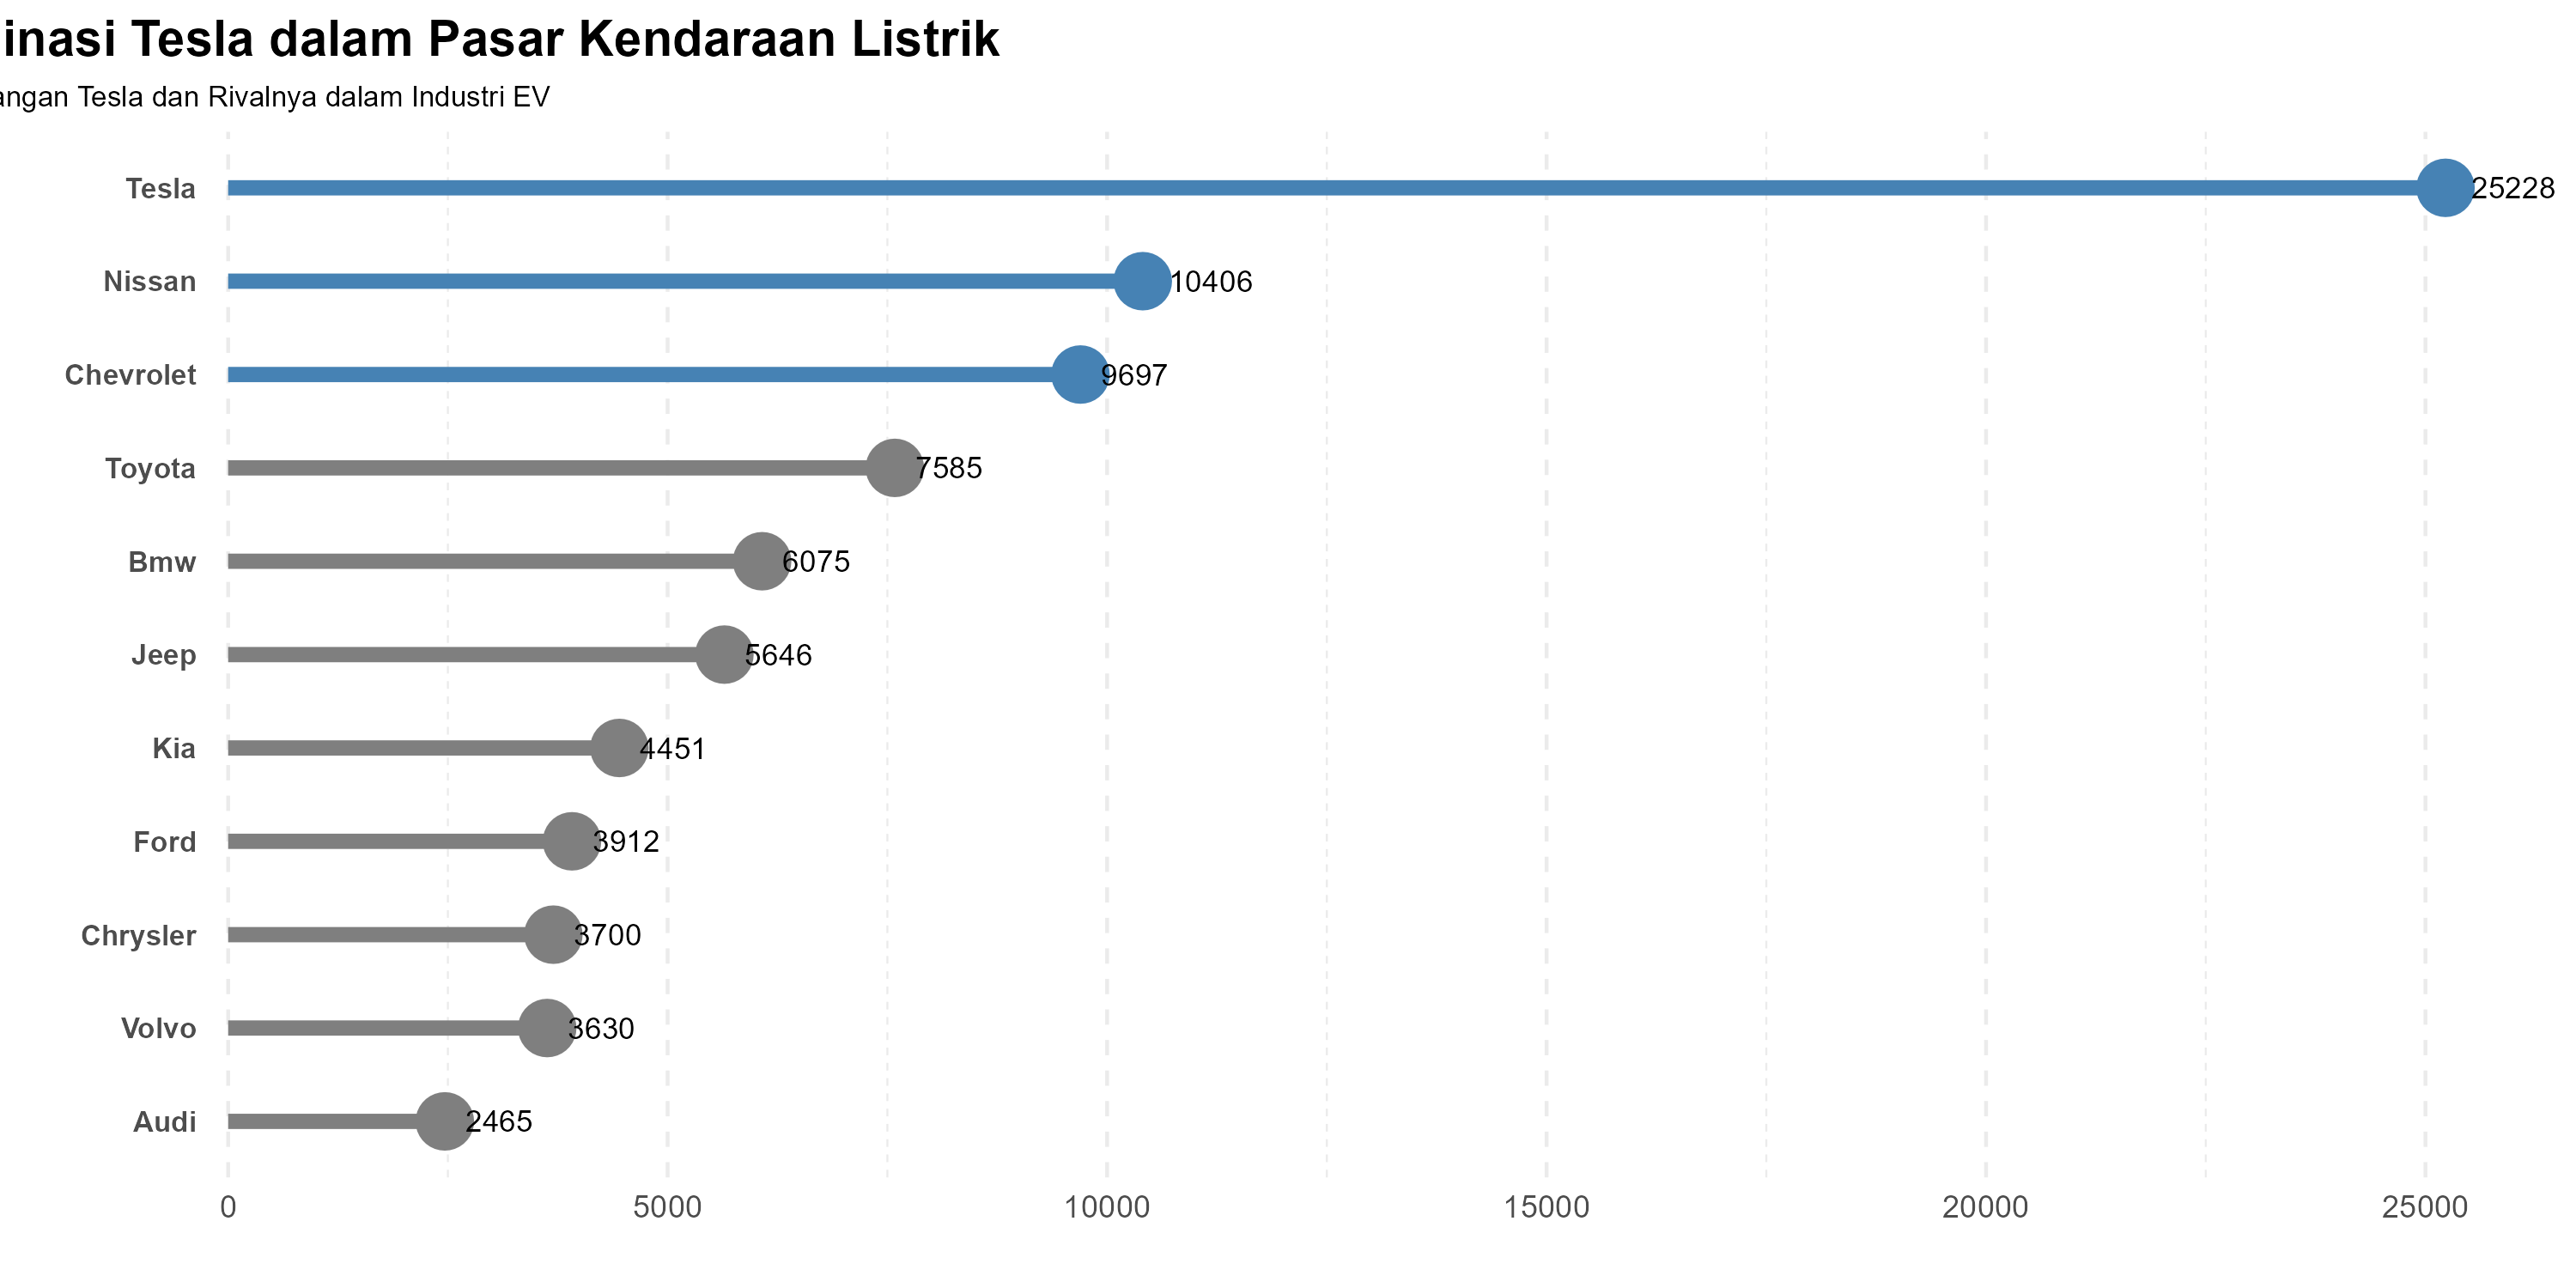 inasi Tesla dalam Pasar Kendaraan Listrik
angan Tesla dan Rivalnya dalam Industri EV
Tesla 25228
Nissan 10406
Chevrolet 9697
Toyota 7585
Bmw 6075
Jeep 5646
Kia 4451
Ford 3912
Chrysler 3700
Volvo 3630
Audi 2465
0 5000 10000 15000 20000 25000